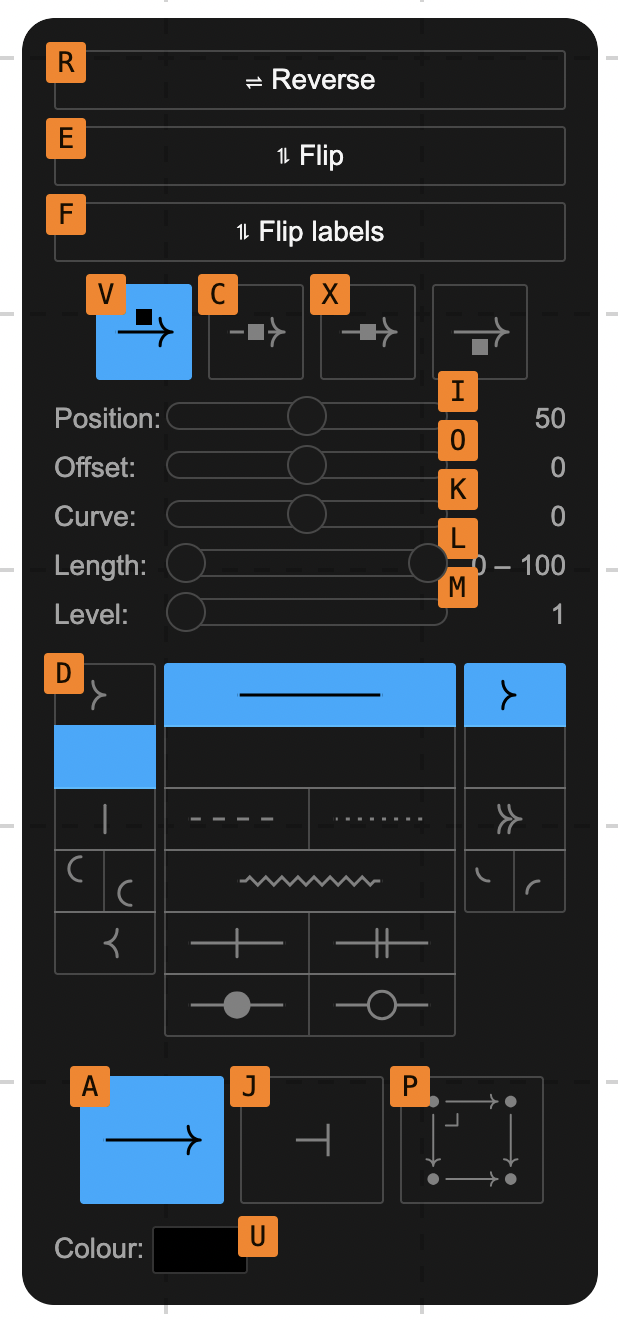 R ⇌ Reverse
E ⥮ Flip
F ⥮ Flip labels
V C X
Position: I 50
Offset: O 0
Curve: K 0
Length: L 0 – 100
Level: M 1
D
A J P
Colour: U